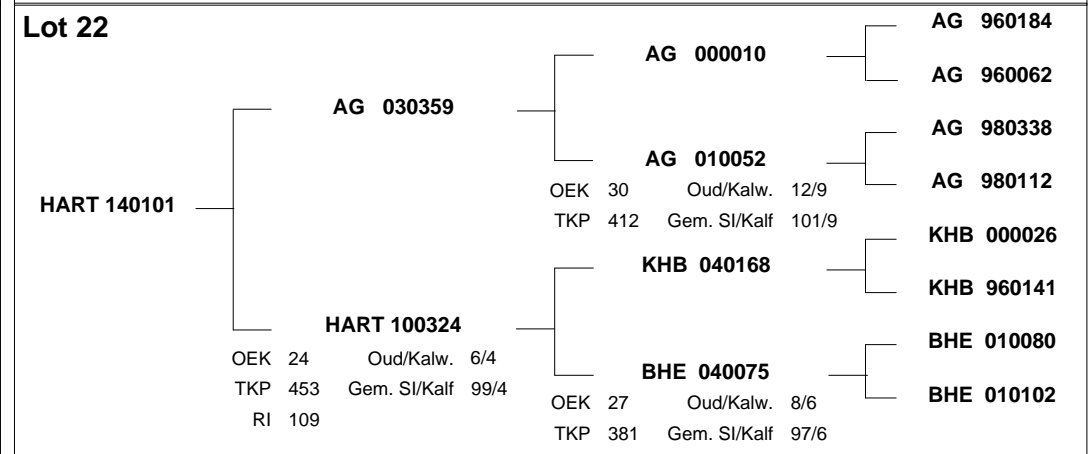 Lot 22
AG 960184
AG 000010
AG 960062
AG 030359
AG 980338
AG 010052
OEK 30 Oud/Kalw. 12/9
AG 980112
HART 140101
TKP 412 Gem. SI/Kalf 101/9
KHB 000026
KHB 040168
KHB 960141
HART 100324
OEK 24 Oud/Kalw. 6/4
BHE 010080
BHE 040075
TKP 453 Gem. SI/Kalf 99/4
BHE 010102
OEK 27 Oud/Kalw. 8/6
RI 109
TKP 381 Gem. SI/Kalf 97/6